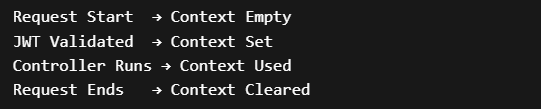 Request Start → Context Empty
JWT Validated → Context Set
Controller Runs → Context Used
Request Ends → Context Cleared